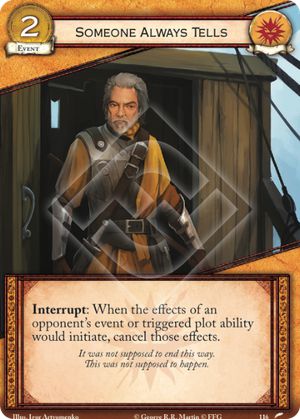 2
EVENT
SOMEONE ALWAYS TELLS
Interrupt: When the effects of an
opponent's event or triggered plot ability
would initiate, cancel those effects.
It was not supposed to end this way.
This was not supposed to happen.
Illus. Igor Artyomenko
© George R.R. Martin © FFG
116